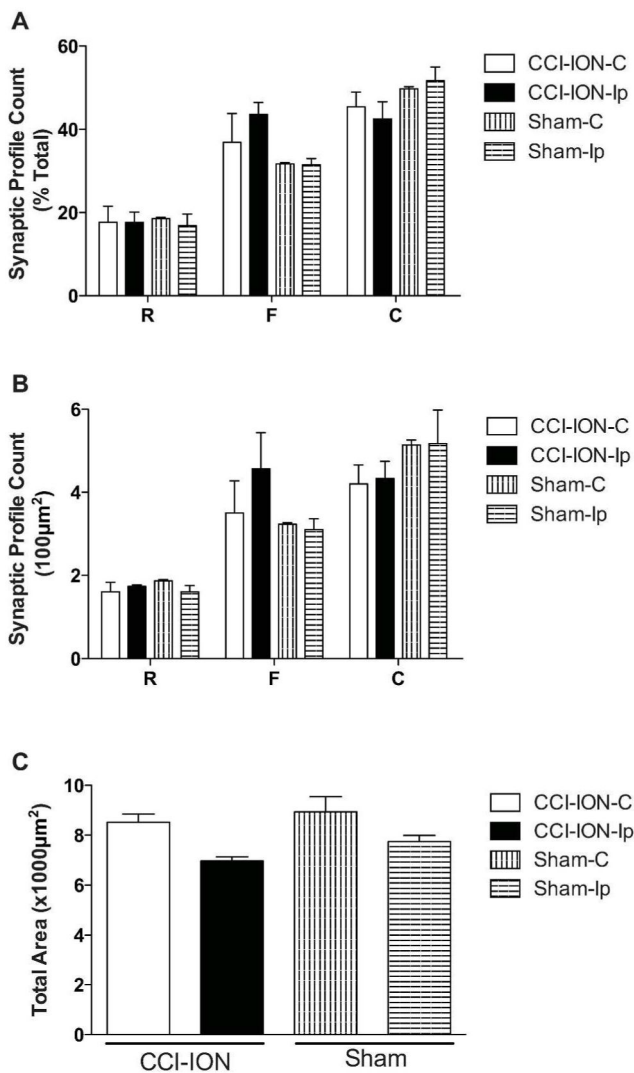 A
Synaptic Profile Count
(% Total)
60
40
20
0
R
F
C
CCI-ION-C
CCI-ION-Ip
Sham-C
Sham-Ip
B
Synaptic Profile Count
(100µm²)
6
4
2
0
R
F
C
CCI-ION-C
CCI-ION-Ip
Sham-C
Sham-Ip
C
Total Area (x1000µm²)
10
8
6
4
2
0
CCI-ION
Sham
CCI-ION-C
CCI-ION-Ip
Sham-C
Sham-Ip